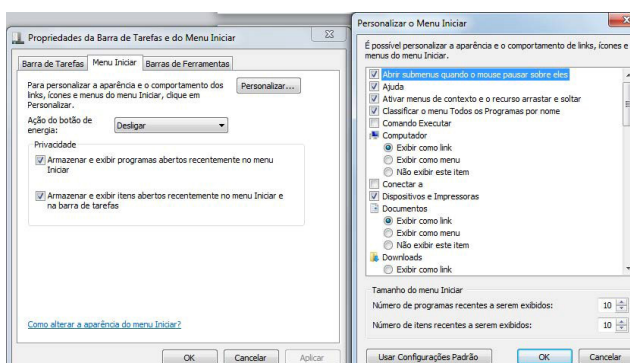 Propriedades da Barra de Tarefas e do Menu Iniciar
Barra de Tarefas Menu Iniciar Barras de Ferramentas
Para personalizar a aparência e o comportamento dos
links, ícones e menus do menu Iniciar, clique em
Personalizar.
Personalizar...
Ação do botão de
energia:
Desligar
Privacidade
Armazenar e exibir programas abertos recentemente no menu
Iniciar
Armazenar e exibir itens abertos recentemente no menu Iniciar e
na barra de tarefas
Como alterar a aparência do menu Iniciar?
OK Cancelar Aplicar
Personalizar o Menu Iniciar
É possível personalizar a aparência e o comportamento de links, ícones e
menus do menu Iniciar.
Abrir submenus quando o mouse pausar sobre eles
Ajuda
Ativar menus de contexto e o recurso arrastar e soltar
Classificar o menu Todos os Programas por nome
Comando Executar
Computador
Exibir como link
Exibir como menu
Não exibir este item
Conectar a
Dispositivos e Impressoras
Documentos
Exibir como link
Exibir como menu
Não exibir este item
Downloads
Exibir como link
Tamanho do menu Iniciar
Número de programas recentes a serem exibidos: 10
Número de itens recentes a serem exibidos: 10
Usar Configurações Padrão OK Cancelar